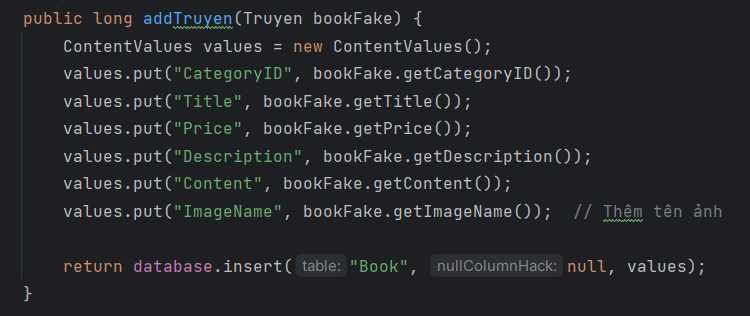 public long addTruyen(Truyen bookFake) {
ContentValues values = new ContentValues();
values.put("CategoryID", bookFake.getCategoryID());
values.put("Title", bookFake.getTitle());
values.put("Price", bookFake.getPrice());
values.put("Description", bookFake.getDescription());
values.put("Content", bookFake.getContent());
values.put("ImageName", bookFake.getImageName());  // Thêm tên ảnh
return database.insert( table: "Book", nullColumnHack: null, values);
}